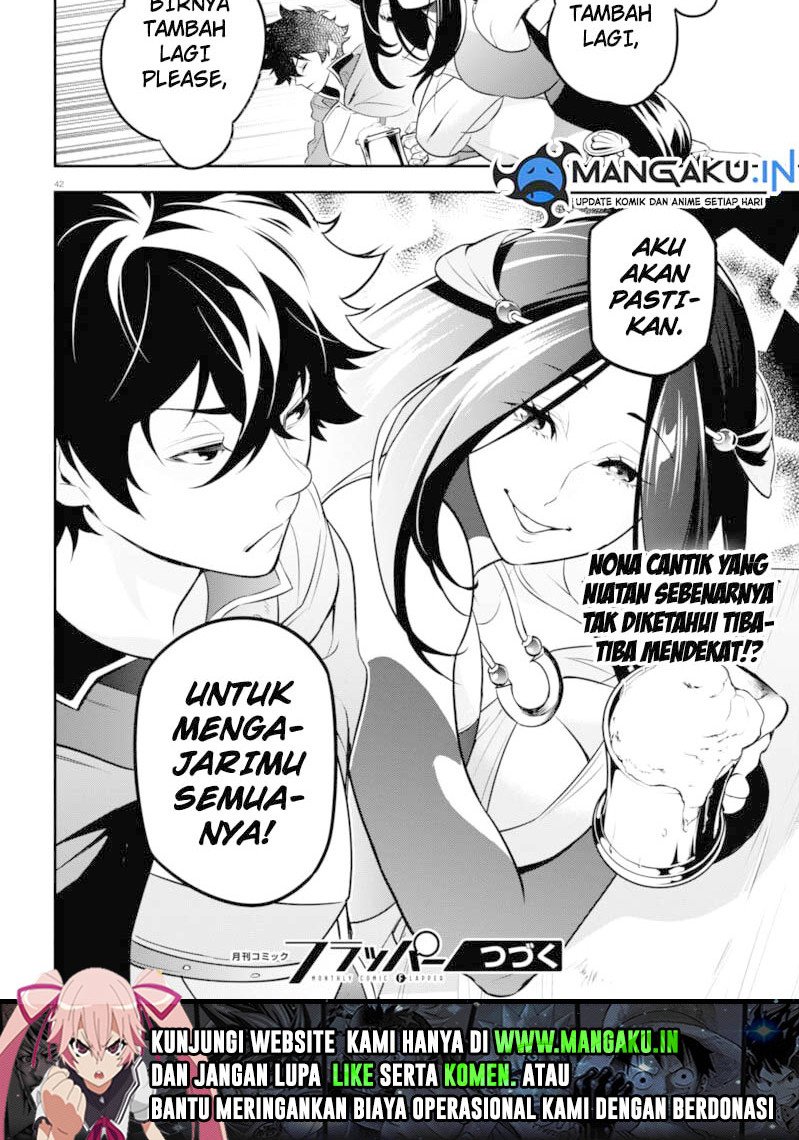 BIRNYA
TAMBAH
LAGI
PLEASE,
TAMBAH
LAGI,
MANGAKU.IN
UPDATE KOMIK DAN ANIME SETIAP HARI
42
AKU
AKAN
PASTI-
KAN.
NONA CANTIK YANG
NIATAN SEBENARNYA
TAK DIKETAHUI TIBA-
TIBA MENDEKAT!?
UNTUK
MENGA-
JARIMU
SEMUA-
NYA!
月刊コミック フラッパー つづく
MONTHLY COMIC FLAPPER
KUNJUNGI WEBSITE KAMI HANYA DI WWW.MANGAKU.IN
DAN JANGAN LUPA LIKE SERTA KOMEN. ATAU
BANTU MERINGANKAN BIAYA OPERASIONAL KAMI DENGAN BERDONASI